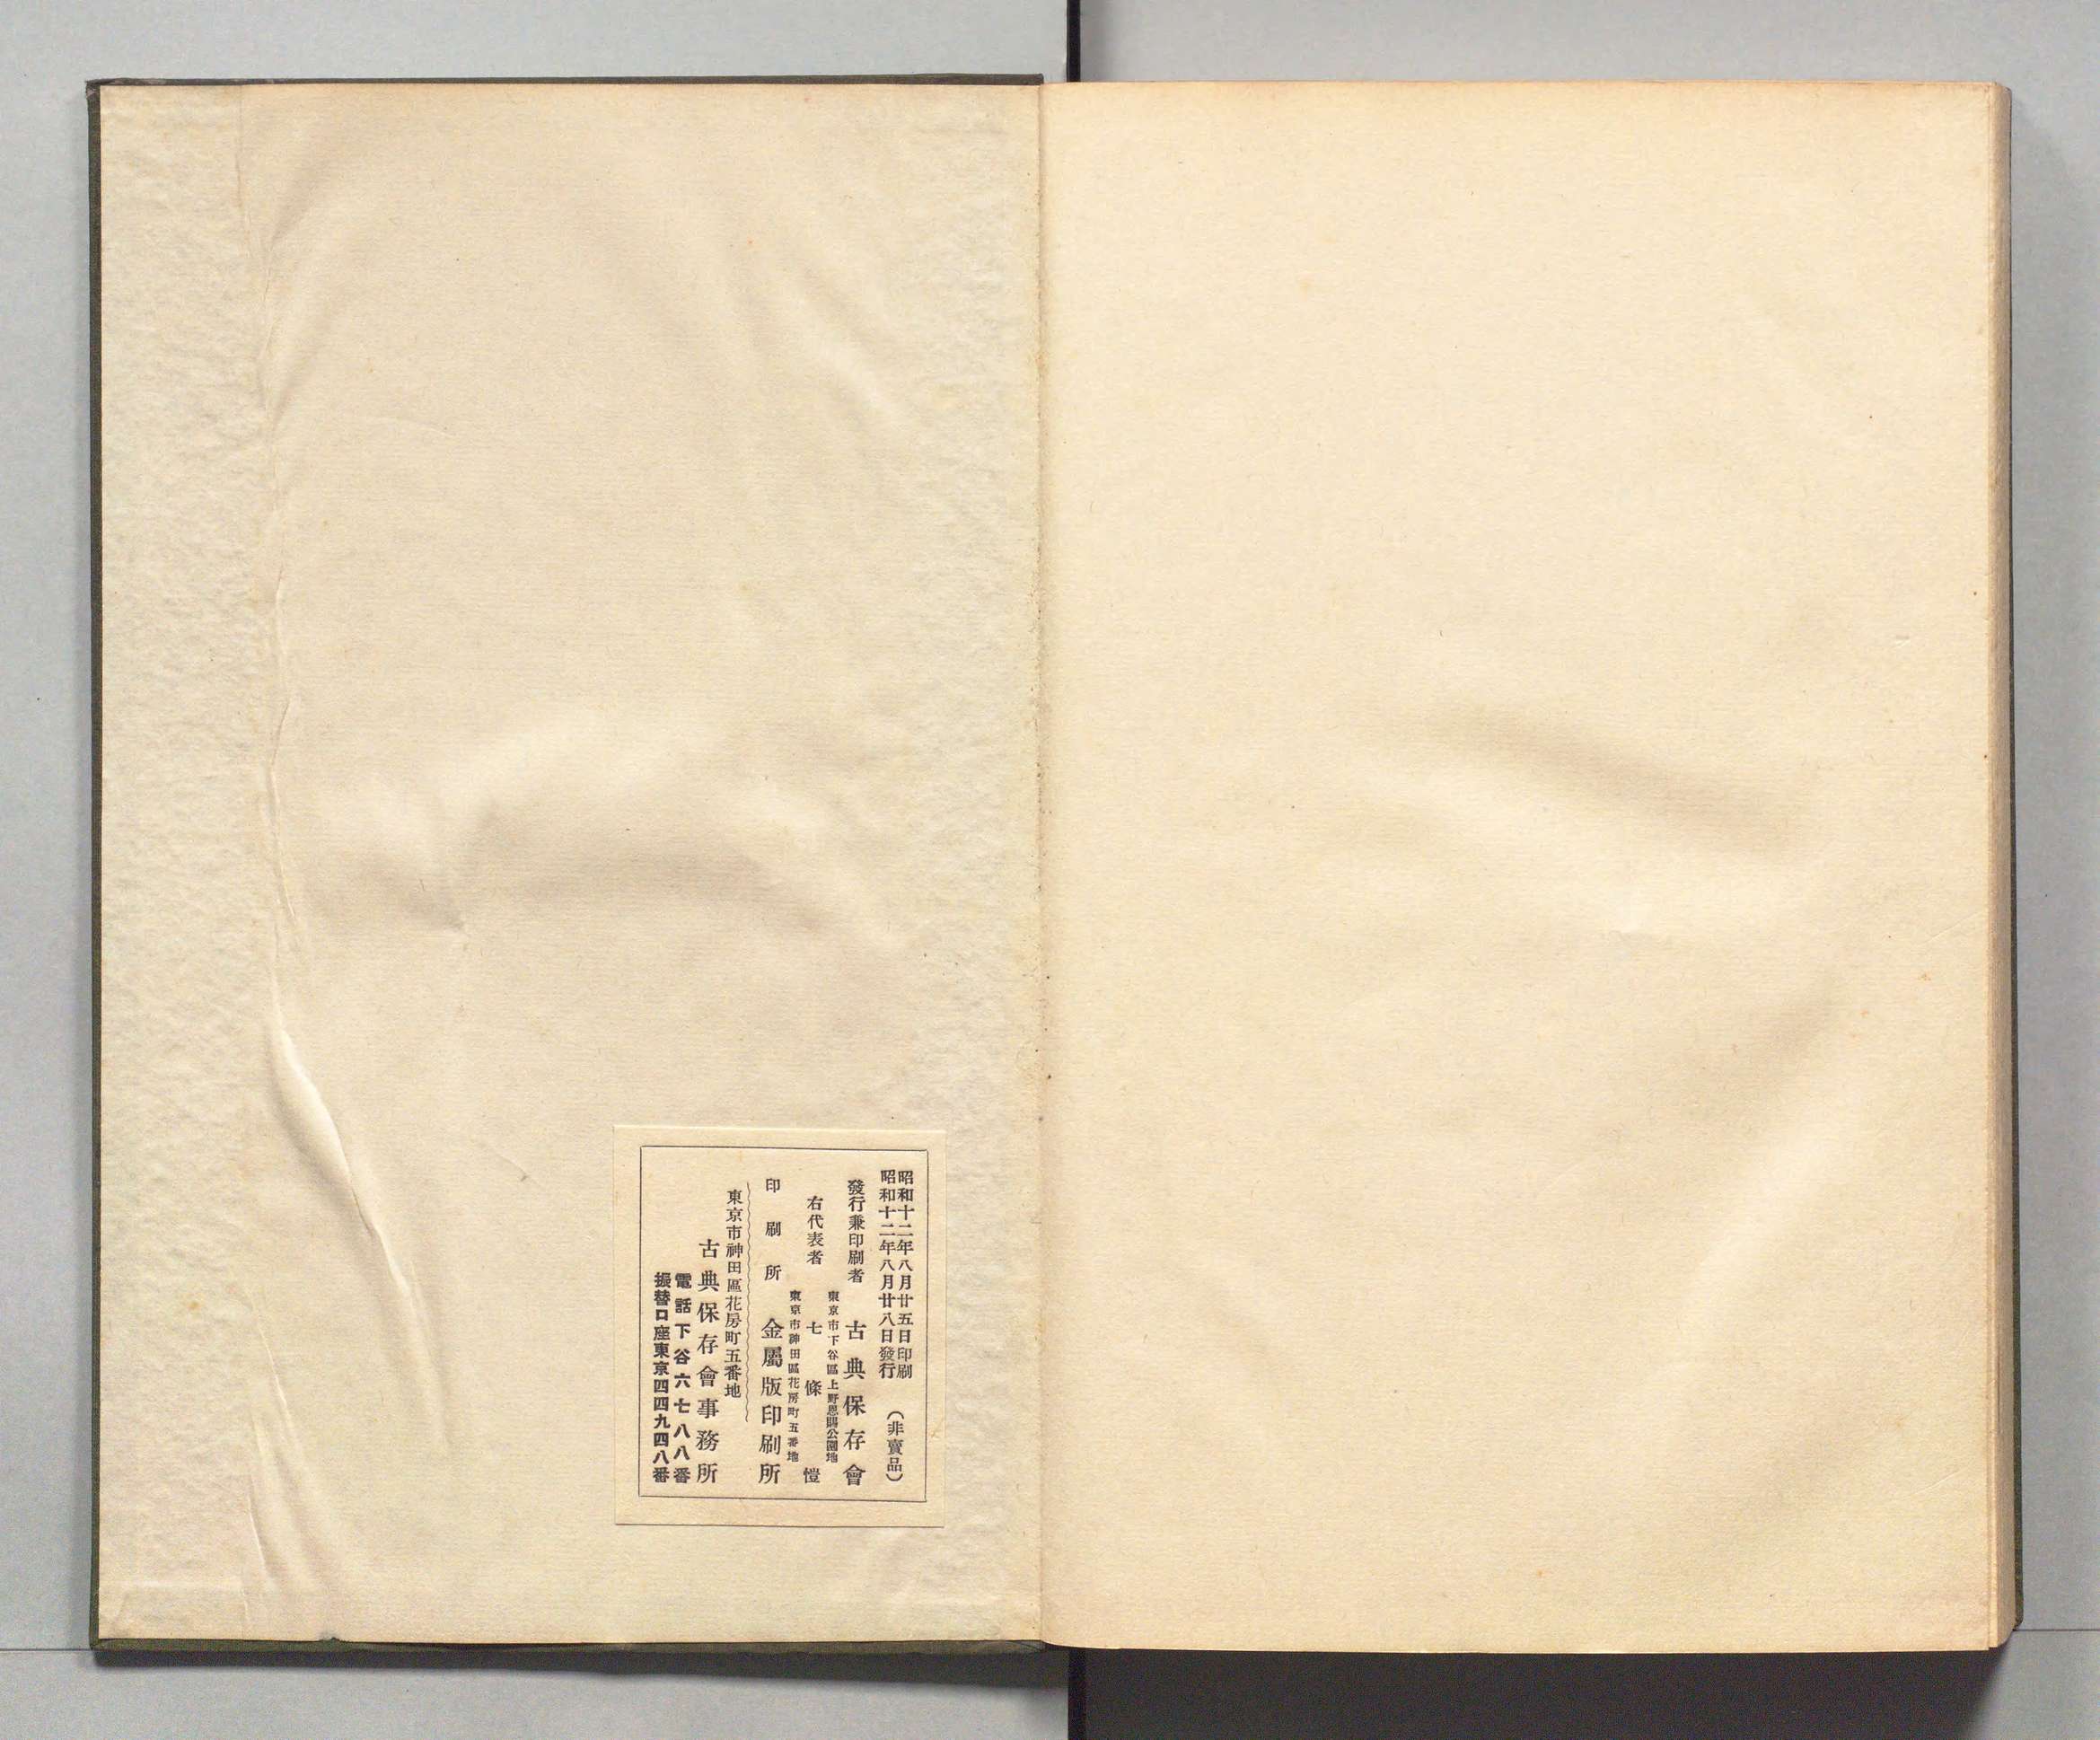 昭和十二年八月廿五日印刷
昭和十二年八月廿八日發行
(非賣品)
東京市下谷區上野恩賜公園地
發行兼印刷者 古典保存會
東京市神田區花房町五番地
右代表者 七條愷
印刷所 金屬版印刷所
東京市神田區花房町五番地
古典保存會事務所
電話下谷六七八八番
振替口座東京四四九四八番